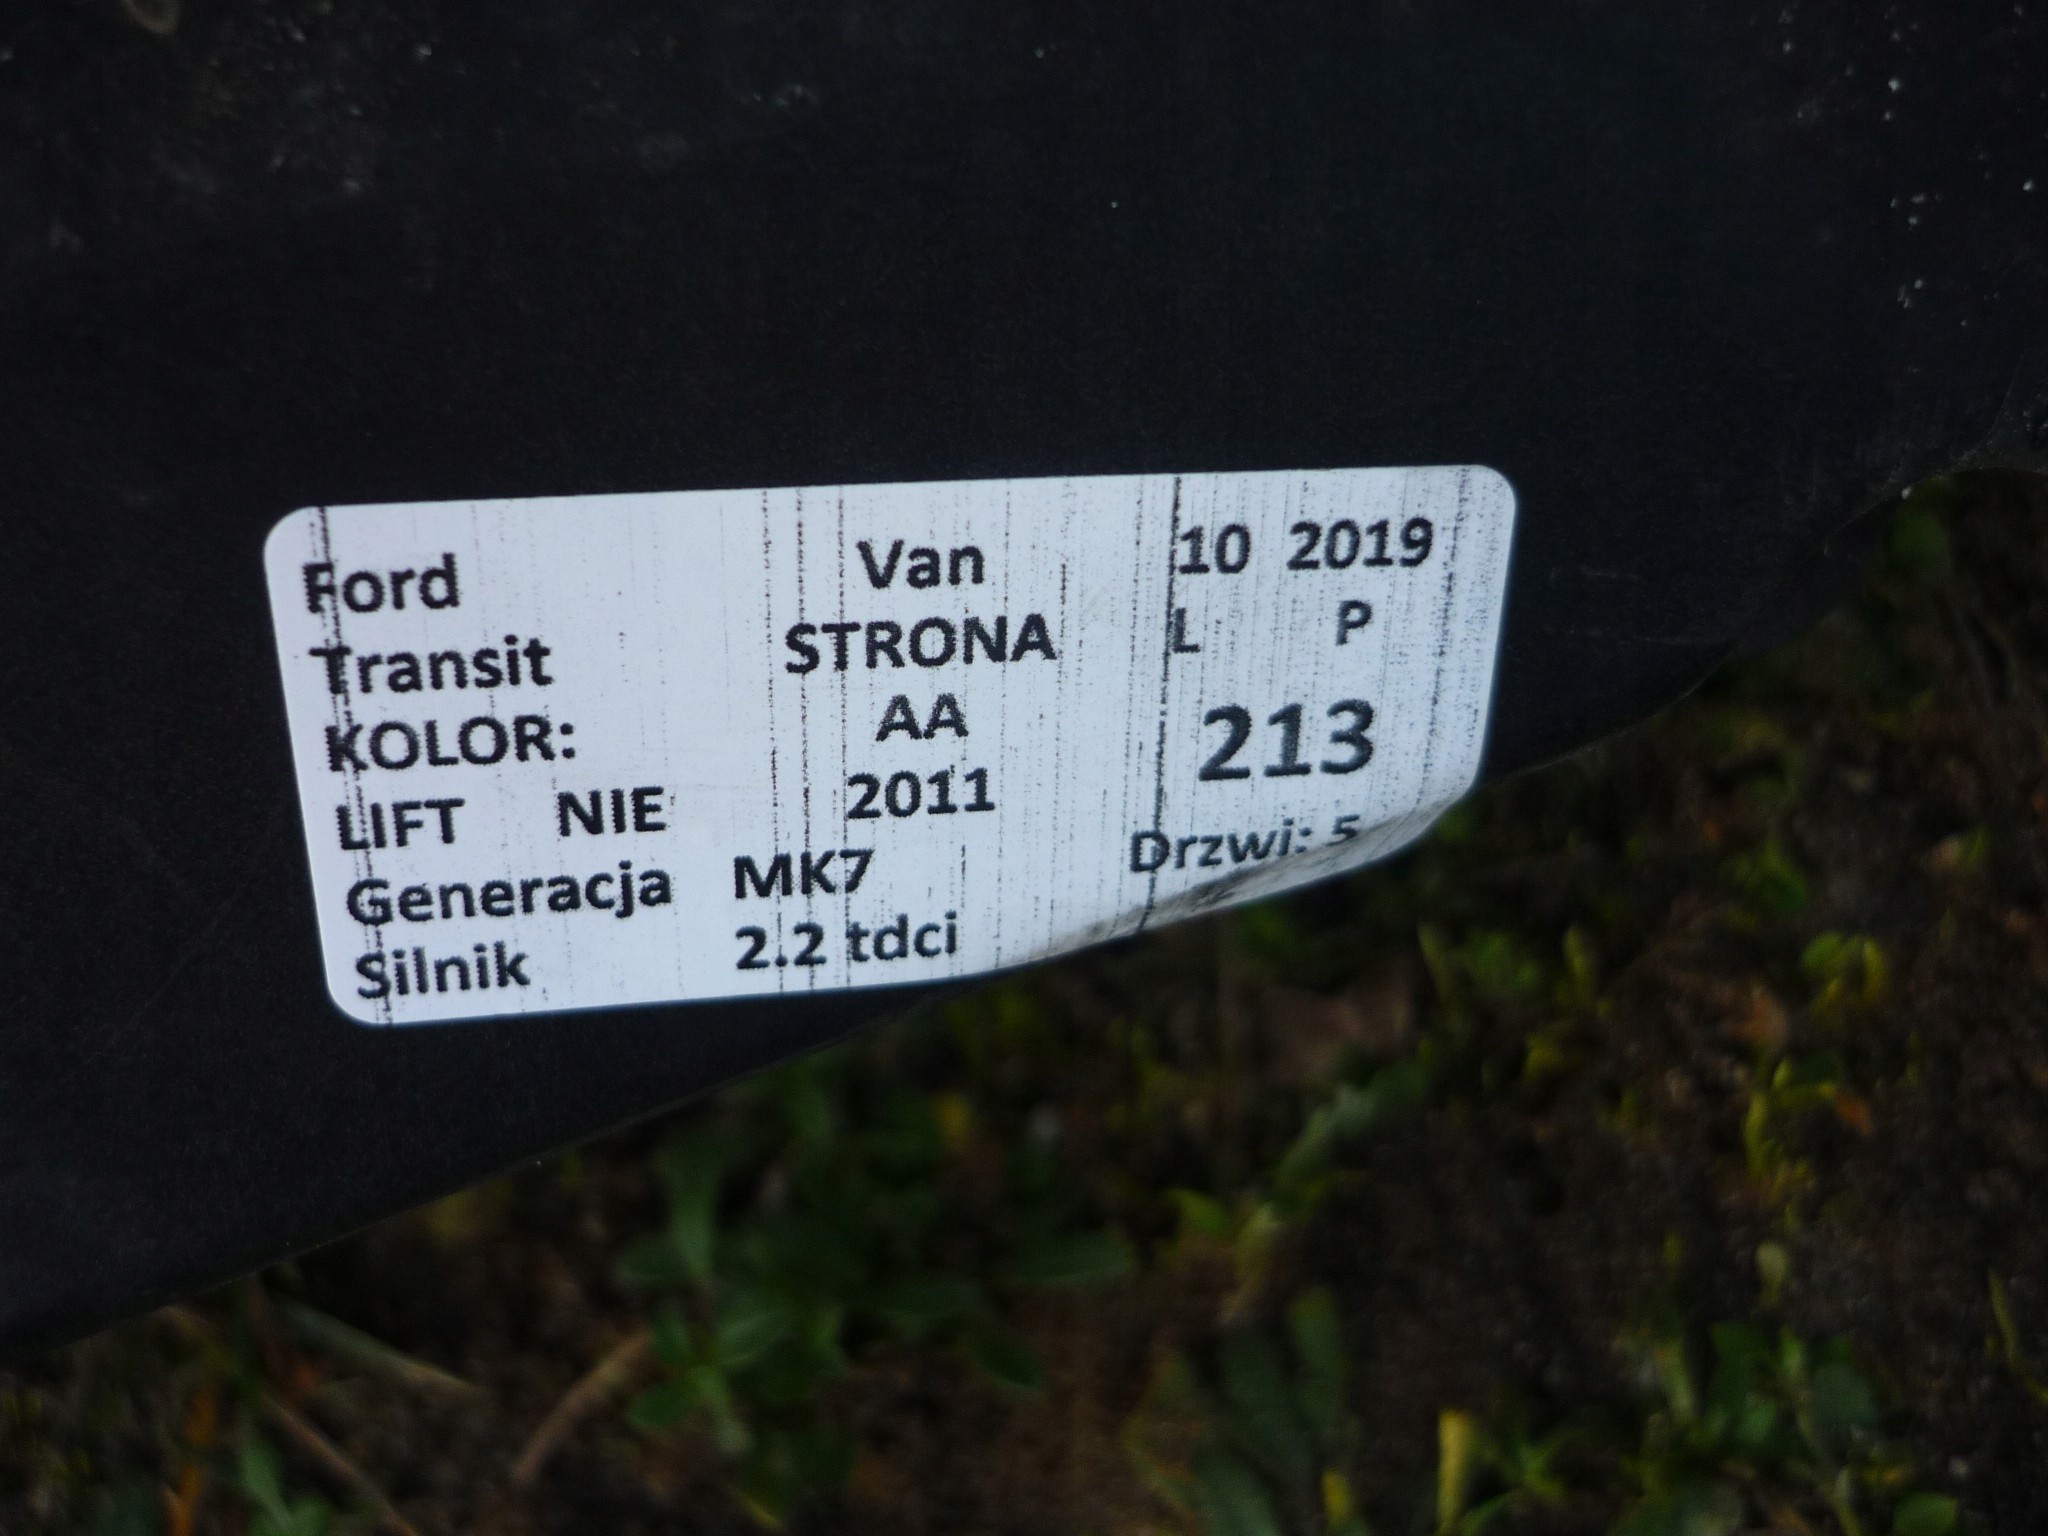 Ford Van 10 2019
Transit STRONA L P
KOLOR: AA 213
LIFT NIE 2011
Generacja MK7 Drzwi: 5
Silnik 2.2 tdci